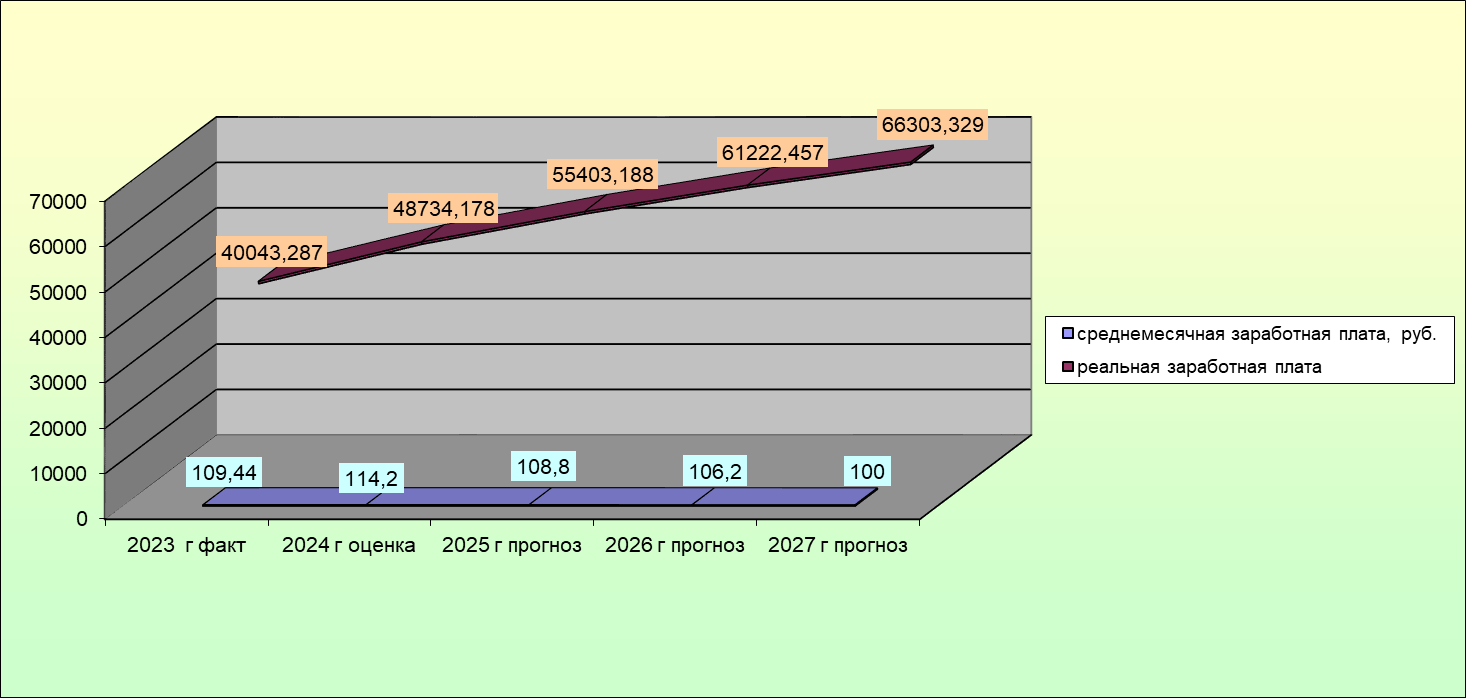 66303,329
61222,457
55403,188
48734,178
40043,287
70000
60000
50000
40000
30000
20000
10000
0
109,44
114,2
108,8
106,2
100
2023 г факт
2024 г оценка
2025 г прогноз
2026 г прогноз
2027 г прогноз
среднемесячная заработная плата, руб.
реальная заработная плата